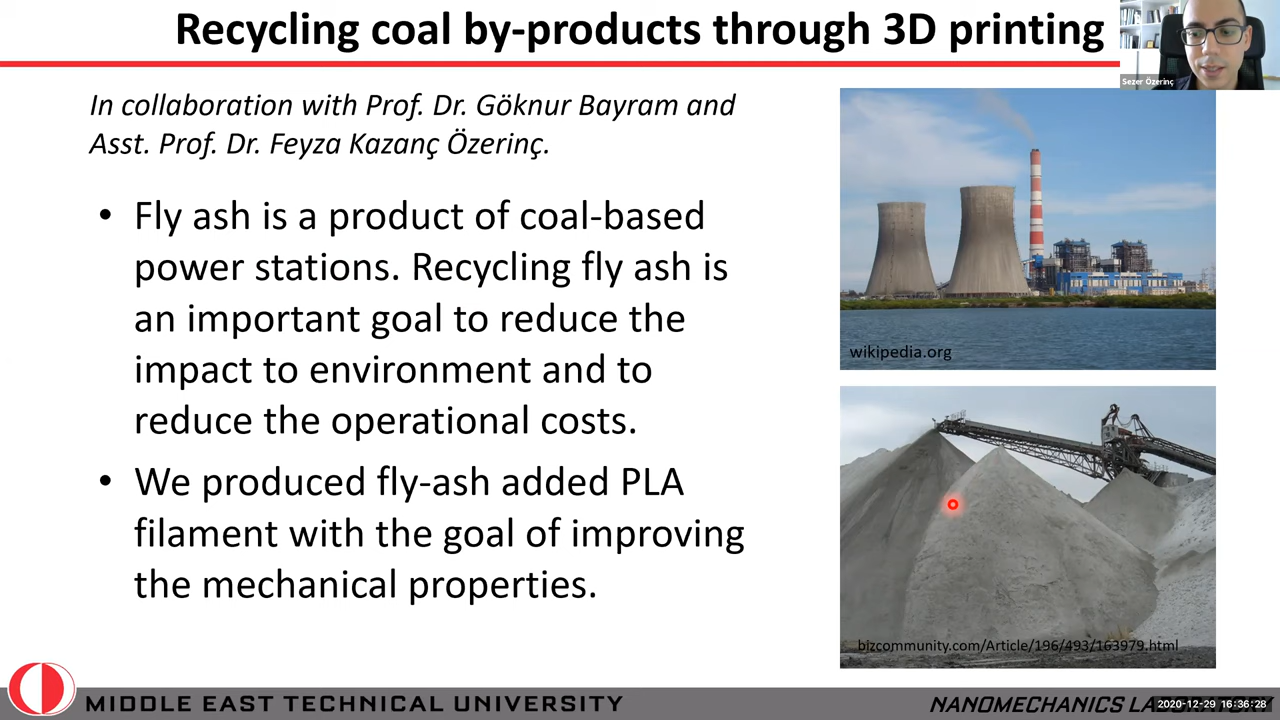 Recycling coal by-products through 3D printing
Sezer Özerinç
In collaboration with Prof. Dr. Göknur Bayram and
Asst. Prof. Dr. Feyza Kazanç Özerinç.
• Fly ash is a product of coal-based
power stations. Recycling fly ash is
an important goal to reduce the
impact to environment and to
reduce the operational costs.
• We produced fly-ash added PLA
filament with the goal of improving
the mechanical properties.
wikipedia.org
bizcommunity.com/Article/196/493/163979.html
MIDDLE EAST TECHNICAL UNIVERSITY
NANOMECHANICS LABORATORY
2020-12-29 16:36:28